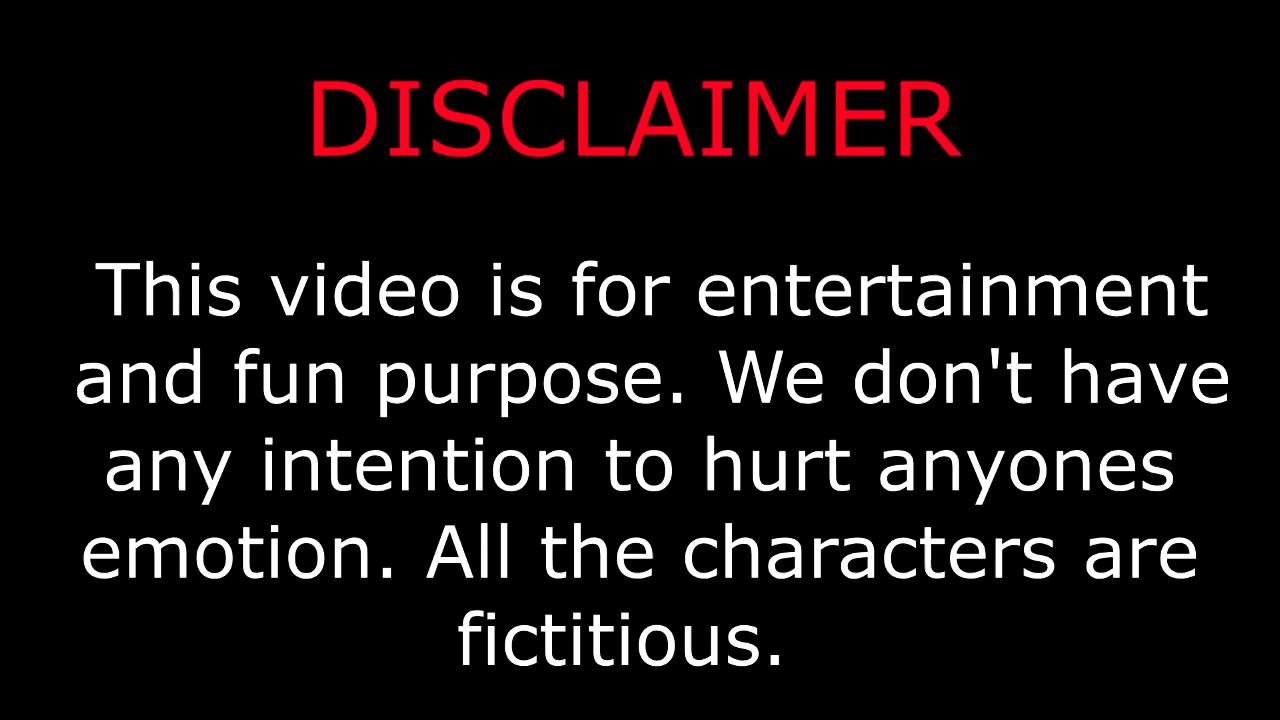 DISCLAIMER
This video is for entertainment
and fun purpose. We don't have
any intention to hurt anyones
emotion. All the characters are
fictitious.